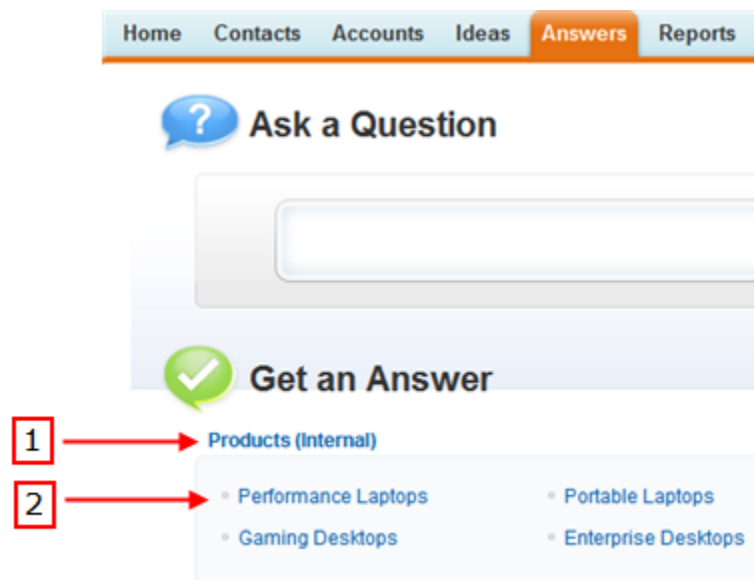 Home Contacts Accounts Ideas Answers Reports
?
Ask a Question
Get an Answer
1
Products (Internal)
2
Performance Laptops Portable Laptops
Gaming Desktops Enterprise Desktops